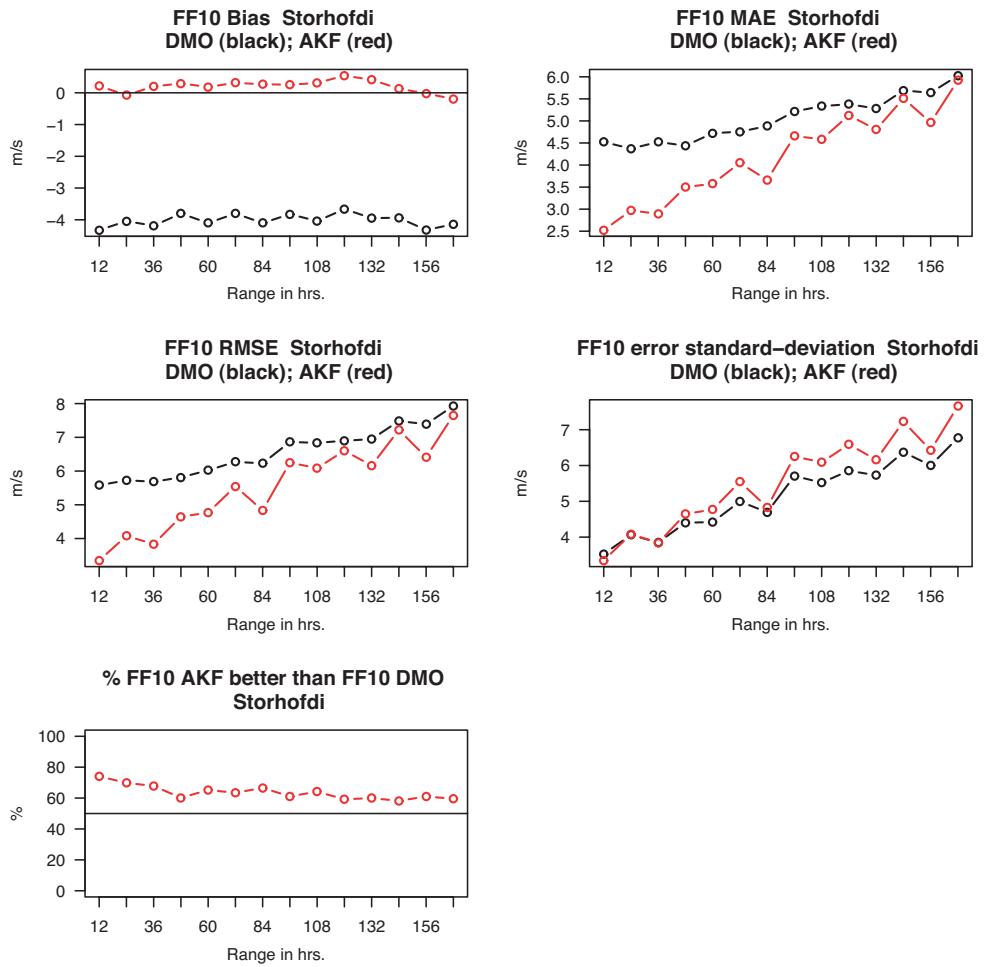 FF10 Bias Storhofdi
DMO (black); AKF (red)
0
−1
−2
−3
−4
m/s
12 36 60 84 108 132 156
Range in hrs.
FF10 MAE Storhofdi
DMO (black); AKF (red)
6.0
5.5
5.0
4.5
4.0
3.5
3.0
2.5
m/s
12 36 60 84 108 132 156
Range in hrs.
FF10 RMSE Storhofdi
DMO (black); AKF (red)
8
7
6
5
4
m/s
12 36 60 84 108 132 156
Range in hrs.
FF10 error standard−deviation Storhofdi
DMO (black); AKF (red)
7
6
5
4
m/s
12 36 60 84 108 132 156
Range in hrs.
% FF10 AKF better than FF10 DMO
Storhofdi
100
80
60
40
20
0
%
12 36 60 84 108 132 156
Range in hrs.